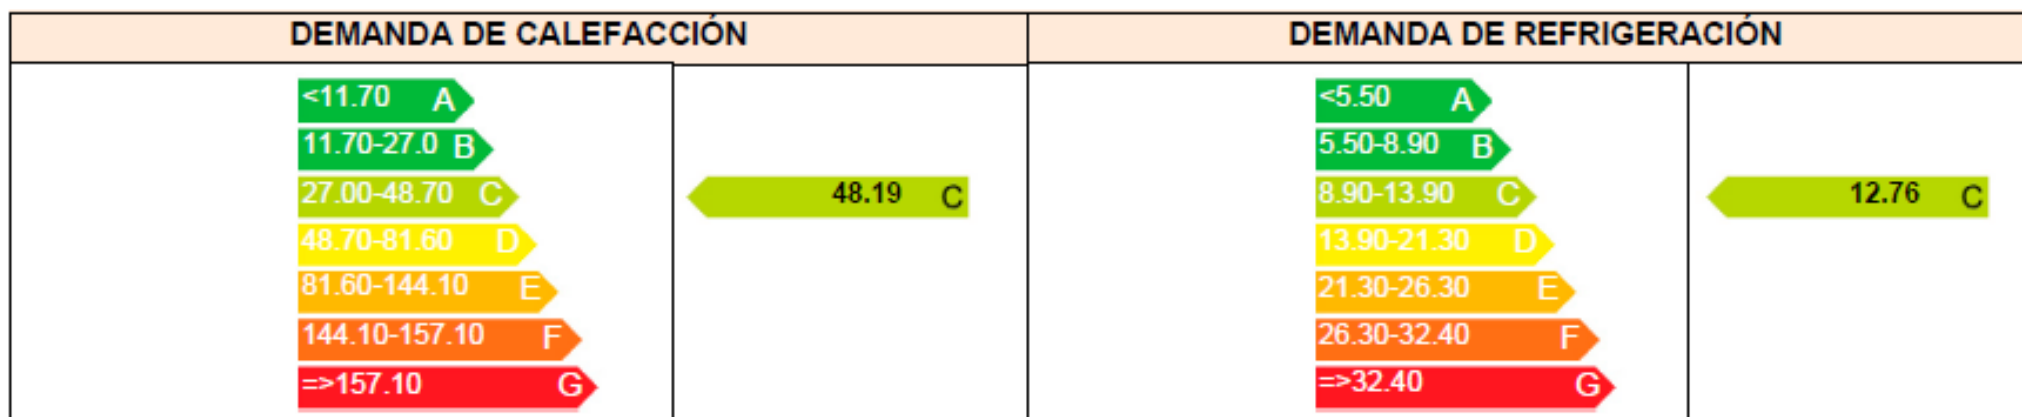 DEMANDA DE CALEFACCIÓN
DEMANDA DE REFRIGERACIÓN
<11.70 A
11.70-27.0 B
27.00-48.70 C
48.70-81.60 D
81.60-144.10 E
144.10-157.10 F
=>157.10 G
48.19 C
<5.50 A
5.50-8.90 B
8.90-13.90 C
13.90-21.30 D
21.30-26.30 E
26.30-32.40 F
=>32.40 G
12.76 C